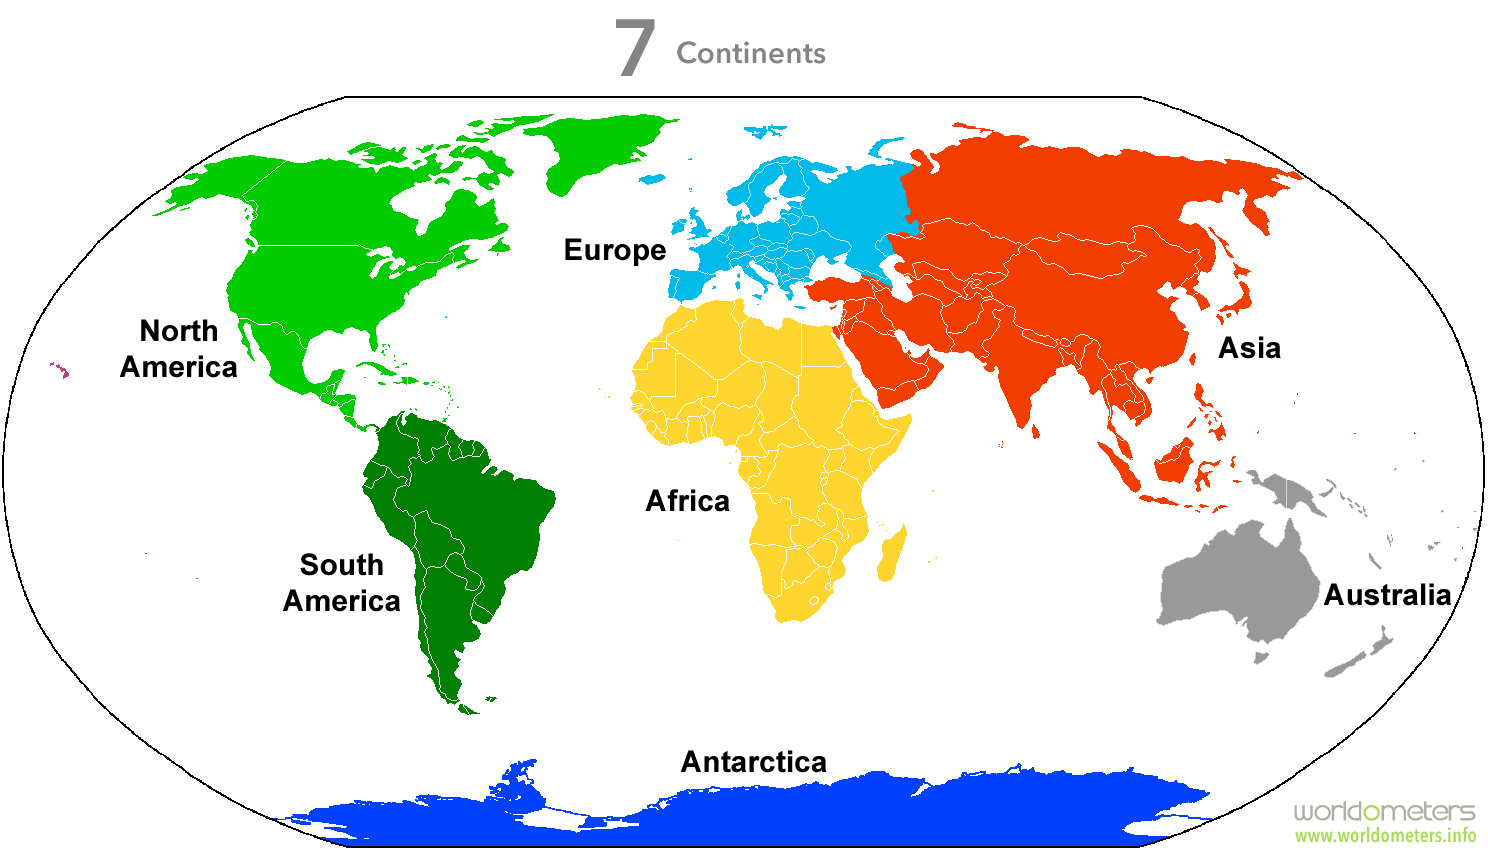 7 Continents
Europe
North
America
Asia
Africa
South
America
Australia
Antarctica
worldometers
www.worldometers.info